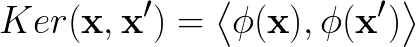 Ker(𝐱, 𝐱′) = ⟨ϕ(𝐱), ϕ(𝐱′)⟩